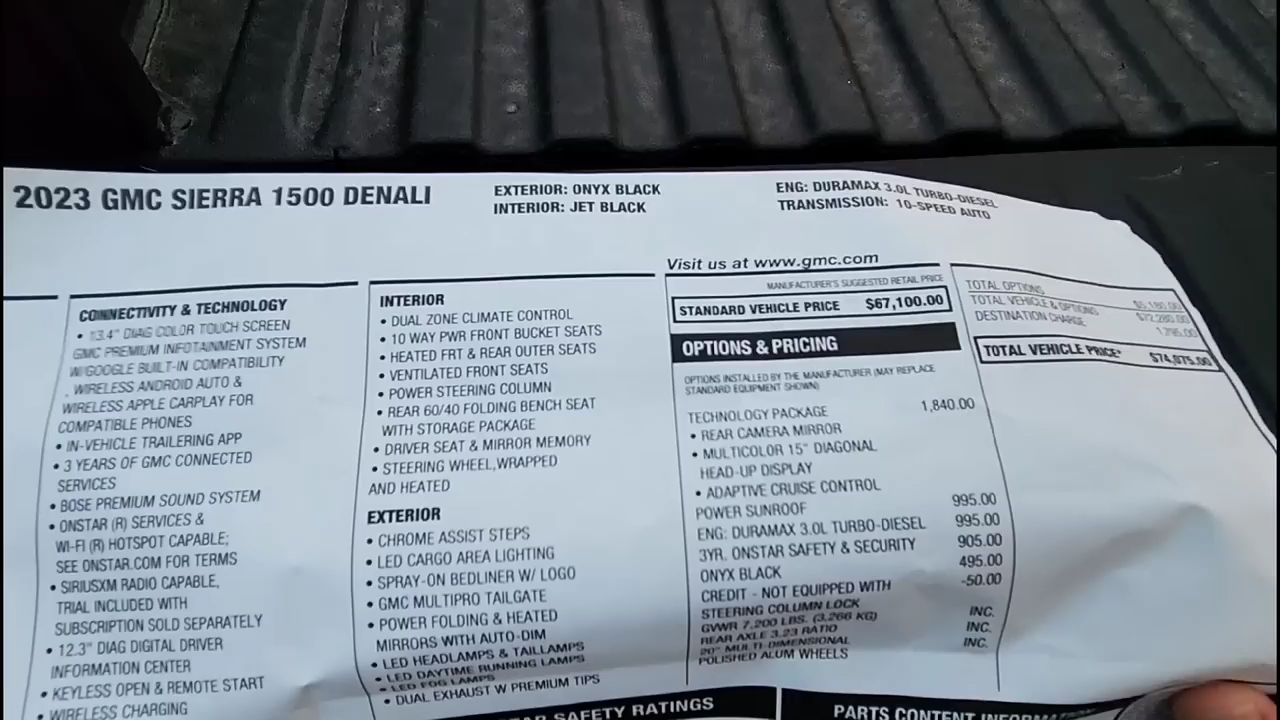 2023 GMC SIERRA 1500 DENALI
EXTERIOR: ONYX BLACK
INTERIOR: JET BLACK
ENG: DURAMAX 3.0L TURBO-DIESEL
TRANSMISSION: 10-SPEED AUTO
CONNECTIVITY & TECHNOLOGY
• 13.4" DIAG COLOR TOUCH SCREEN
GMC PREMIUM INFOTAINMENT SYSTEM
W/GOOGLE BUILT-IN COMPATIBILITY
. WIRELESS ANDROID AUTO &
WIRELESS APPLE CARPLAY FOR
COMPATIBLE PHONES
• IN-VEHICLE TRAILERING APP
• 3 YEARS OF GMC CONNECTED
SERVICES
• BOSE PREMIUM SOUND SYSTEM
• ONSTAR (R) SERVICES &
WI-FI (R) HOTSPOT CAPABLE;
SEE ONSTAR.COM FOR TERMS
• SIRIUSXM RADIO CAPABLE,
TRIAL INCLUDED WITH
SUBSCRIPTION SOLD SEPARATELY
• 12.3" DIAG DIGITAL DRIVER
INFORMATION CENTER
• KEYLESS OPEN & REMOTE START
• WIRELESS CHARGING
INTERIOR
• DUAL ZONE CLIMATE CONTROL
• 10 WAY PWR FRONT BUCKET SEATS
• HEATED FRT & REAR OUTER SEATS
• VENTILATED FRONT SEATS
• POWER STEERING COLUMN
• REAR 60/40 FOLDING BENCH SEAT
WITH STORAGE PACKAGE
• DRIVER SEAT & MIRROR MEMORY
• STEERING WHEEL,WRAPPED
AND HEATED
EXTERIOR
• CHROME ASSIST STEPS
• LED CARGO AREA LIGHTING
• SPRAY-ON BEDLINER W/ LOGO
• GMC MULTIPRO TAILGATE
• POWER FOLDING & HEATED
MIRRORS WITH AUTO-DIM
• LED HEADLAMPS & TAILLAMPS
• LED DAYTIME RUNNING LAMPS
• LED FOG LAMPS
• DUAL EXHAUST W PREMIUM TIPS
Visit us at www.gmc.com
MANUFACTURER'S SUGGESTED RETAIL PRICE
STANDARD VEHICLE PRICE $67,100.00
OPTIONS & PRICING
OPTIONS INSTALLED BY THE MANUFACTURER (MAY REPLACE
STANDARD EQUIPMENT SHOWN)
TECHNOLOGY PACKAGE 1,840.00
• REAR CAMERA MIRROR
• MULTICOLOR 15" DIAGONAL
HEAD-UP DISPLAY
• ADAPTIVE CRUISE CONTROL
POWER SUNROOF 995.00
ENG: DURAMAX 3.0L TURBO-DIESEL 995.00
3YR. ONSTAR SAFETY & SECURITY 905.00
ONYX BLACK 495.00
CREDIT - NOT EQUIPPED WITH -50.00
STEERING COLUMN LOCK
GVWR 7,200 LBS. (3,266 KG) INC.
REAR AXLE 3.23 RATIO INC.
20" MULTI-DIMENSIONAL INC.
POLISHED ALUM WHEELS
TOTAL OPTIONS $5,180.00
TOTAL VEHICLE & OPTIONS $72,280.00
DESTINATION CHARGE 1,795.00
TOTAL VEHICLE PRICE* $74,075.00
SAFETY RATINGS
PARTS CONTENT INFORMATION